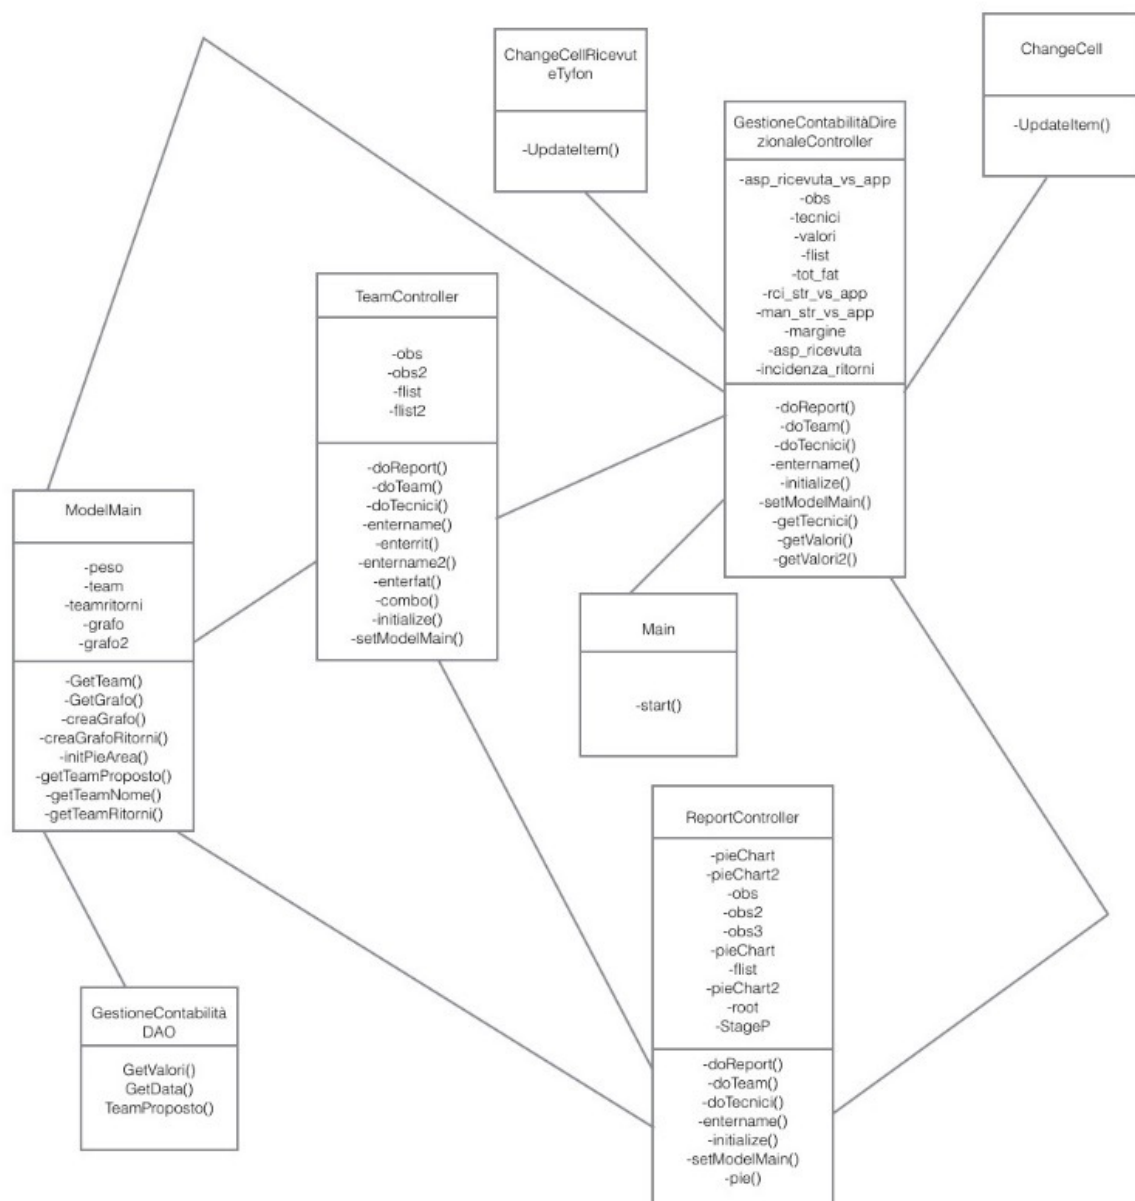 ChangeCellRicevut
eTyfon
-UpdateItem()
ChangeCell
-UpdateItem()
GestioneContabilitàDire
zionaleController
-asp_ricevuta_vs_app
-obs
-tecnici
-valori
-flist
-tot_fat
-rci_str_vs_app
-man_str_vs_app
-margine
-asp_ricevuta
-incidenza_ritorni
-doReport()
-doTeam()
-doTecnici()
-entername()
-initialize()
-setModelMain()
-getTecnici()
-getValori()
-getValori2()
TeamController
-obs
-obs2
-flist
-flist2
-doReport()
-doTeam()
-doTecnici()
-entername()
-enterrit()
-entername2()
-enterfat()
-combo()
-initialize()
-setModelMain()
ModelMain
-peso
-team
-teamritorni
-grafo
-grafo2
-GetTeam()
-GetGrafo()
-creaGrafo()
-creaGrafoRitorni()
-initPieArea()
-getTeamProposto()
-getTeamNome()
-getTeamRitorni()
Main
-start()
ReportController
-pieChart
-pieChart2
-obs
-obs2
-obs3
-pieChart
-flist
-pieChart2
-root
-StageP
-doReport()
-doTeam()
-doTecnici()
-entername()
-initialize()
-setModelMain()
-pie()
GestioneContabilità
DAO
GetValori()
GetData()
TeamProposto()